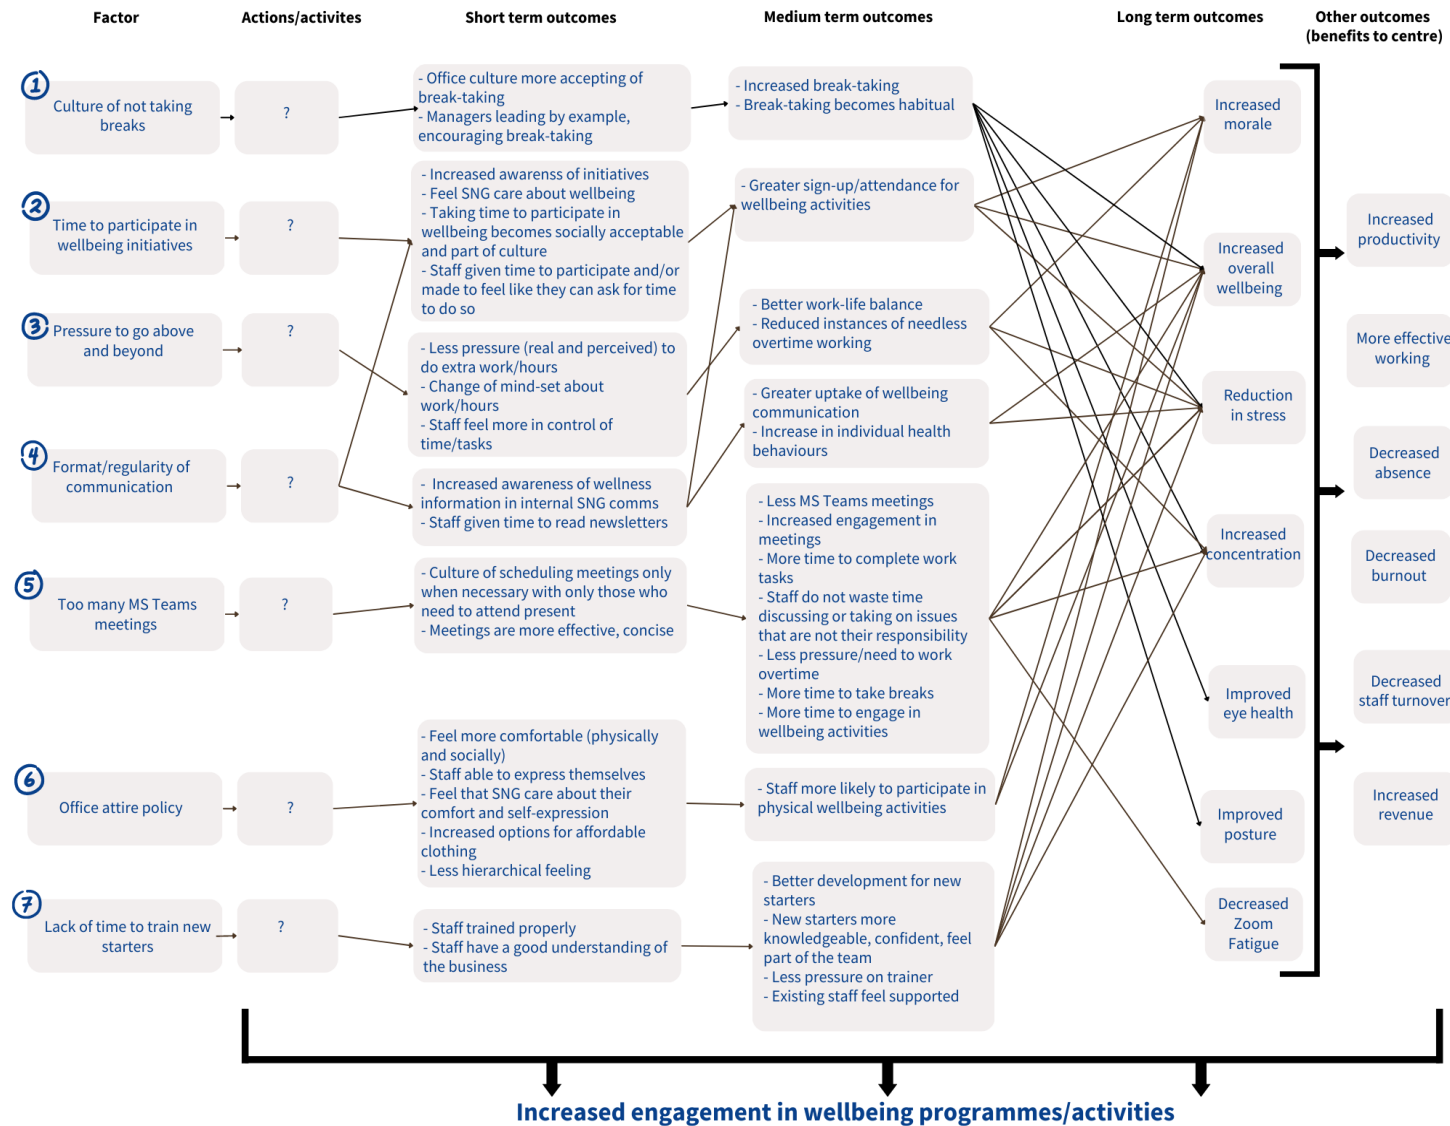 Factor
Actions/activites
Short term outcomes
Medium term outcomes
Long term outcomes
Other outcomes
(benefits to centre)
1
Culture of not taking
breaks
?
- Office culture more accepting of
break-taking
- Managers leading by example,
encouraging break-taking
- Increased break-taking
- Break-taking becomes habitual
2
Time to participate in
wellbeing initiatives
?
- Increased awarenss of initiatives
- Feel SNG care about wellbeing
- Taking time to participate in
wellbeing becomes socially acceptable
and part of culture
- Staff given time to participate and/or
made to feel like they can ask for time
to do so
- Greater sign-up/attendance for
wellbeing activities
3
Pressure to go above
and beyond
?
- Less pressure (real and perceived) to
do extra work/hours
- Change of mind-set about
work/hours
- Staff feel more in control of
time/tasks
- Better work-life balance
- Reduced instances of needless
overtime working
4
Format/regularity of
communication
?
- Increased awareness of wellness
information in internal SNG comms
- Staff given time to read newsletters
- Greater uptake of wellbeing
communication
- Increase in individual health
behaviours
5
Too many MS Teams
meetings
?
- Culture of scheduling meetings only
when necessary with only those who
need to attend present
- Meetings are more effective, concise
- Less MS Teams meetings
- Increased engagement in
meetings
- More time to complete work
tasks
- Staff do not waste time
discussing or taking on issues
that are not their responsibility
- Less pressure/need to work
overtime
- More time to take breaks
- More time to engage in
wellbeing activities
6
Office attire policy
?
- Feel more comfortable (physically
and socially)
- Staff able to express themselves
- Feel that SNG care about their
comfort and self-expression
- Increased options for affordable
clothing
- Less hierarchical feeling
- Staff more likely to participate in
physical wellbeing activities
7
Lack of time to train new
starters
?
- Staff trained properly
- Staff have a good understanding of
the business
- Better development for new
starters
- New starters more
knowledgeable, confident, feel
part of the team
- Less pressure on trainer
- Existing staff feel supported
Increased
morale
Increased
overall
wellbeing
Reduction
in stress
Increased
concentration
Improved
eye health
Improved
posture
Decreased
Zoom
Fatigue
Increased
productivity
More effective
working
Decreased
absence
Decreased
burnout
Decreased
staff turnover
Increased
revenue
Increased engagement in wellbeing programmes/activities